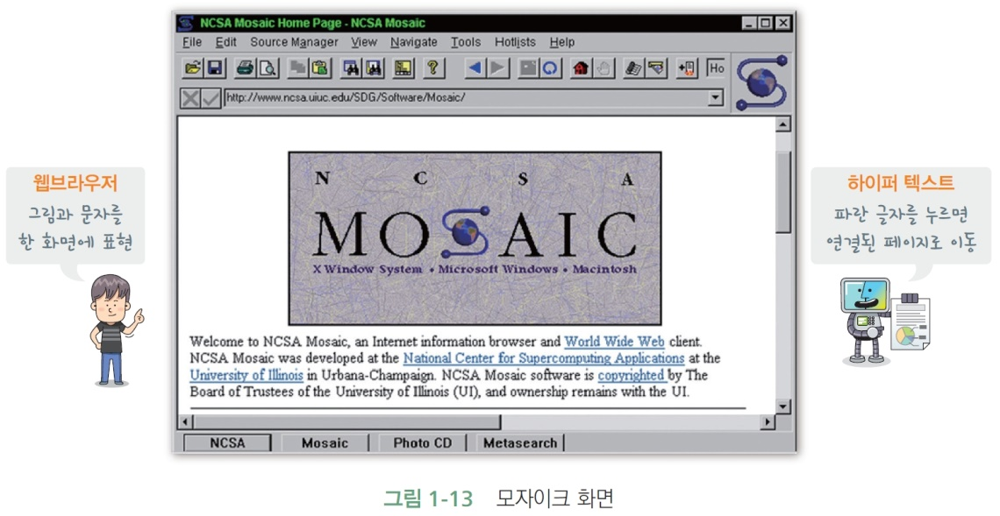 NCSA Mosaic Home Page - NCSA Mosaic
File Edit Source Manager View Navigate Tools Hotlists Help
Ho
http://www.ncsa.uiuc.edu/SDG/Software/Mosaic/
웹브라우저
그림과 문자를
한 화면에 표현
N C S A
MOSAIC
X Window System • Microsoft Windows • Macintosh
하이퍼 텍스트
파란 글자를 누르면
연결된 페이지로 이동
Welcome to NCSA Mosaic, an Internet information browser and World Wide Web client.
NCSA Mosaic was developed at the National Center for Supercomputing Applications at the
University of Illinois in Urbana-Champaign. NCSA Mosaic software is copyrighted by The
Board of Trustees of the University of Illinois (UI), and ownership remains with the UI.
NCSA Mosaic Photo CD Metasearch
그림 1-13 모자이크 화면